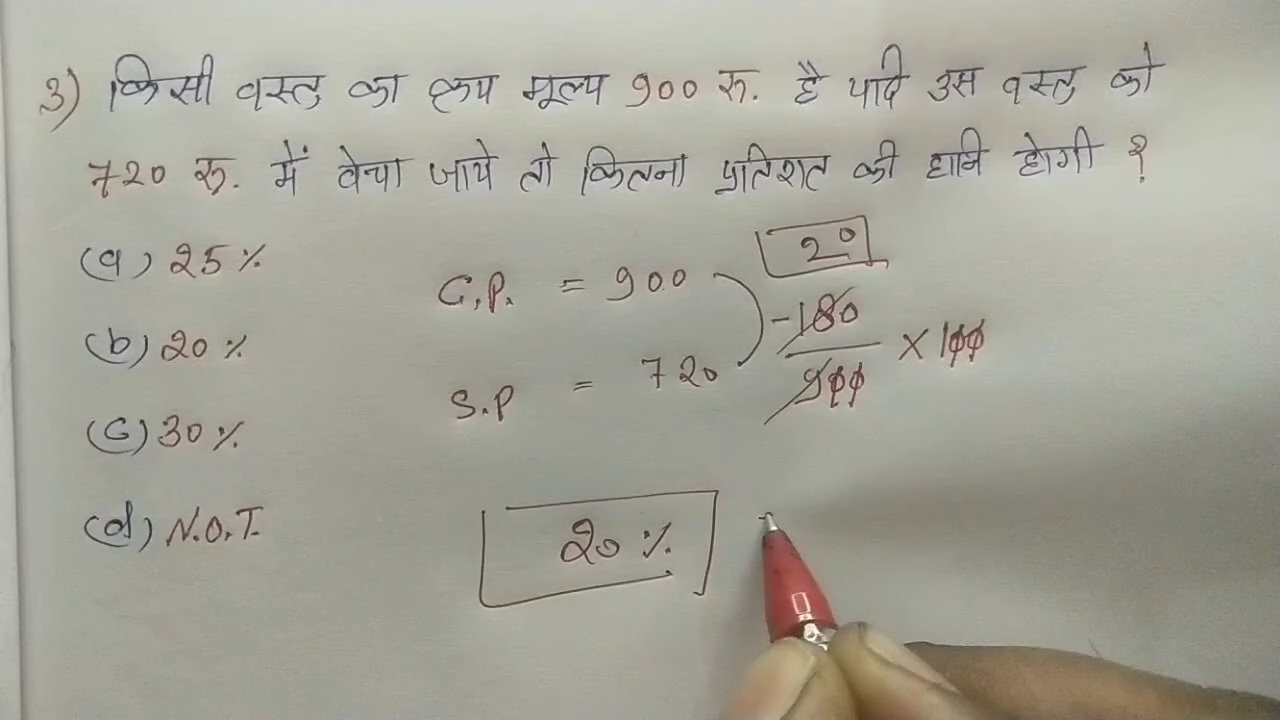 3) किसी वस्तु का क्रय मूल्य 900 रु. है यदि उस वस्तु को
720 रु. में बेचा जाये तो कितना प्रतिशत की हानि होगी ?
(a) 25%
(b) 20%
(c) 30%
(d) N.O.T.
C.P. = 900
S.P = 720
20
-180
900
× 100
20%